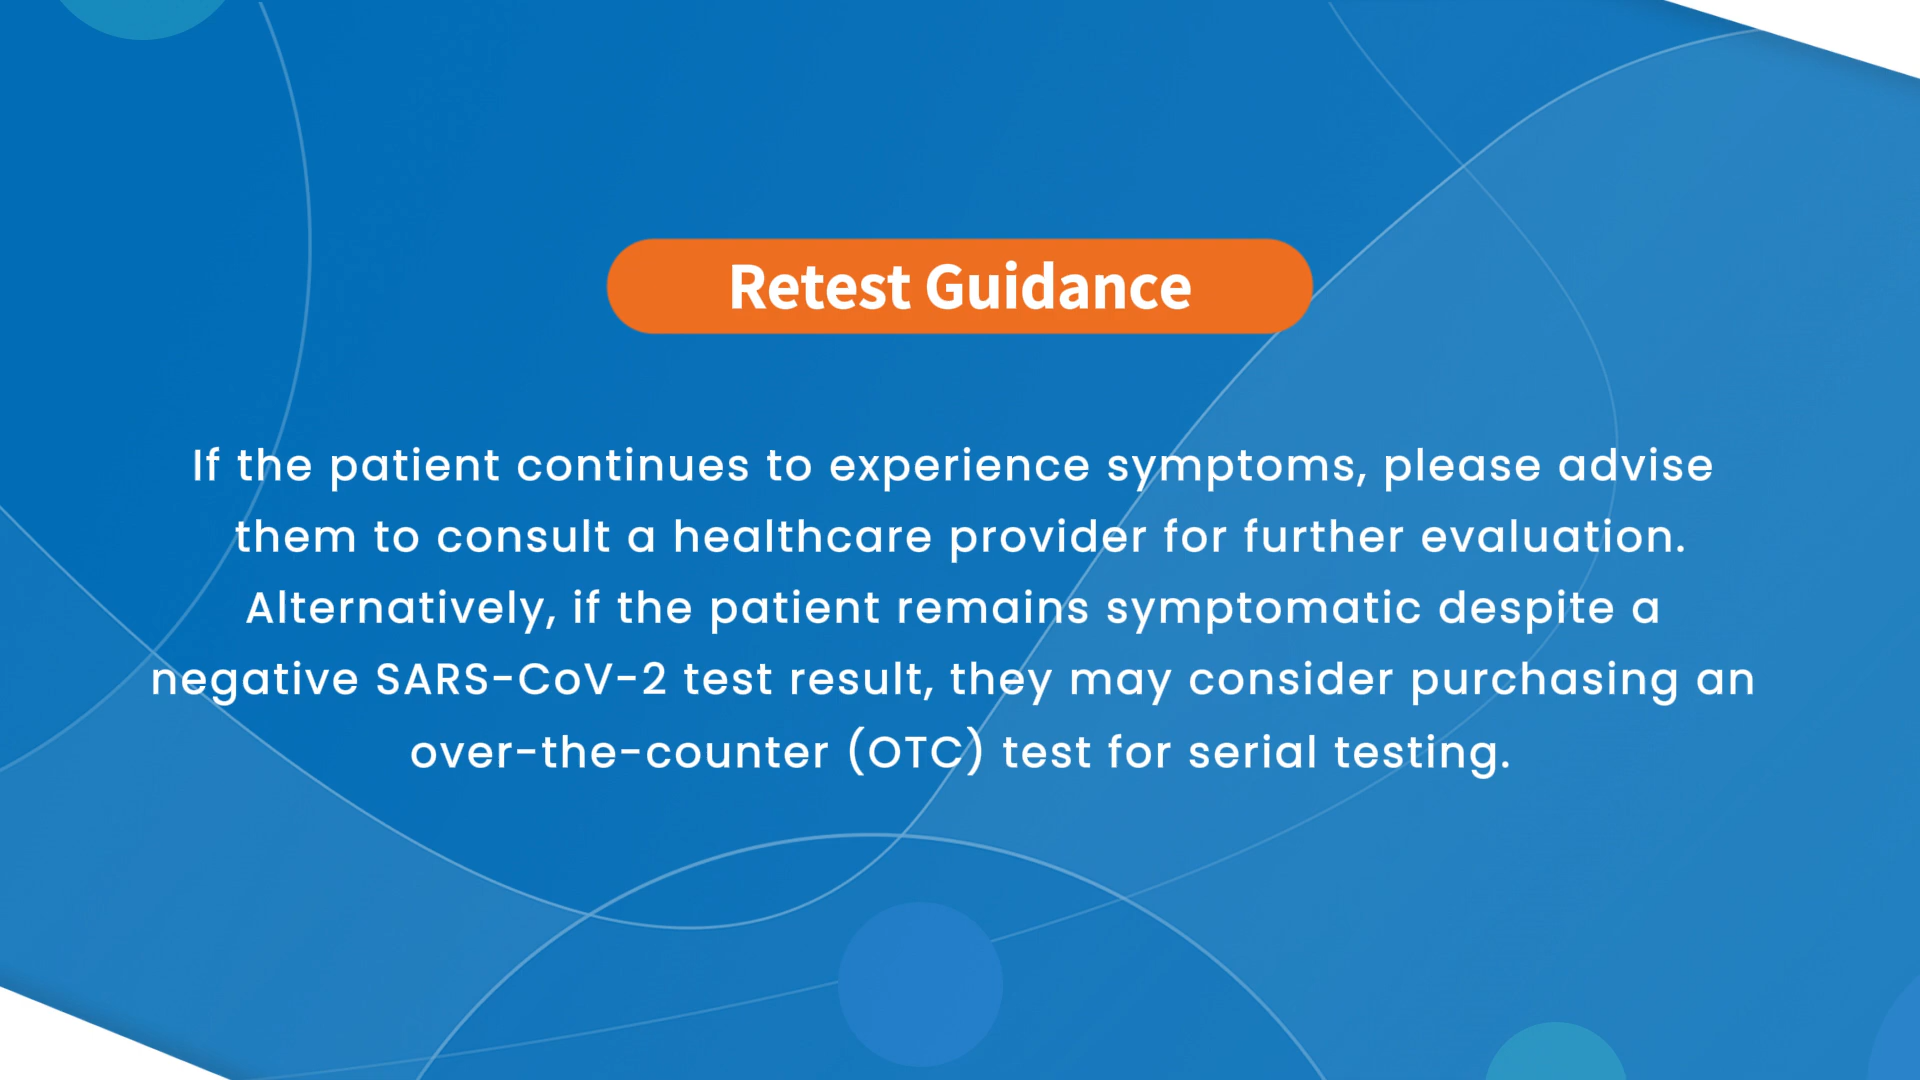 Retest Guidance
If the patient continues to experience symptoms, please advise
them to consult a healthcare provider for further evaluation.
Alternatively, if the patient remains symptomatic despite a
negative SARS-CoV-2 test result, they may consider purchasing an
over-the-counter (OTC) test for serial testing.